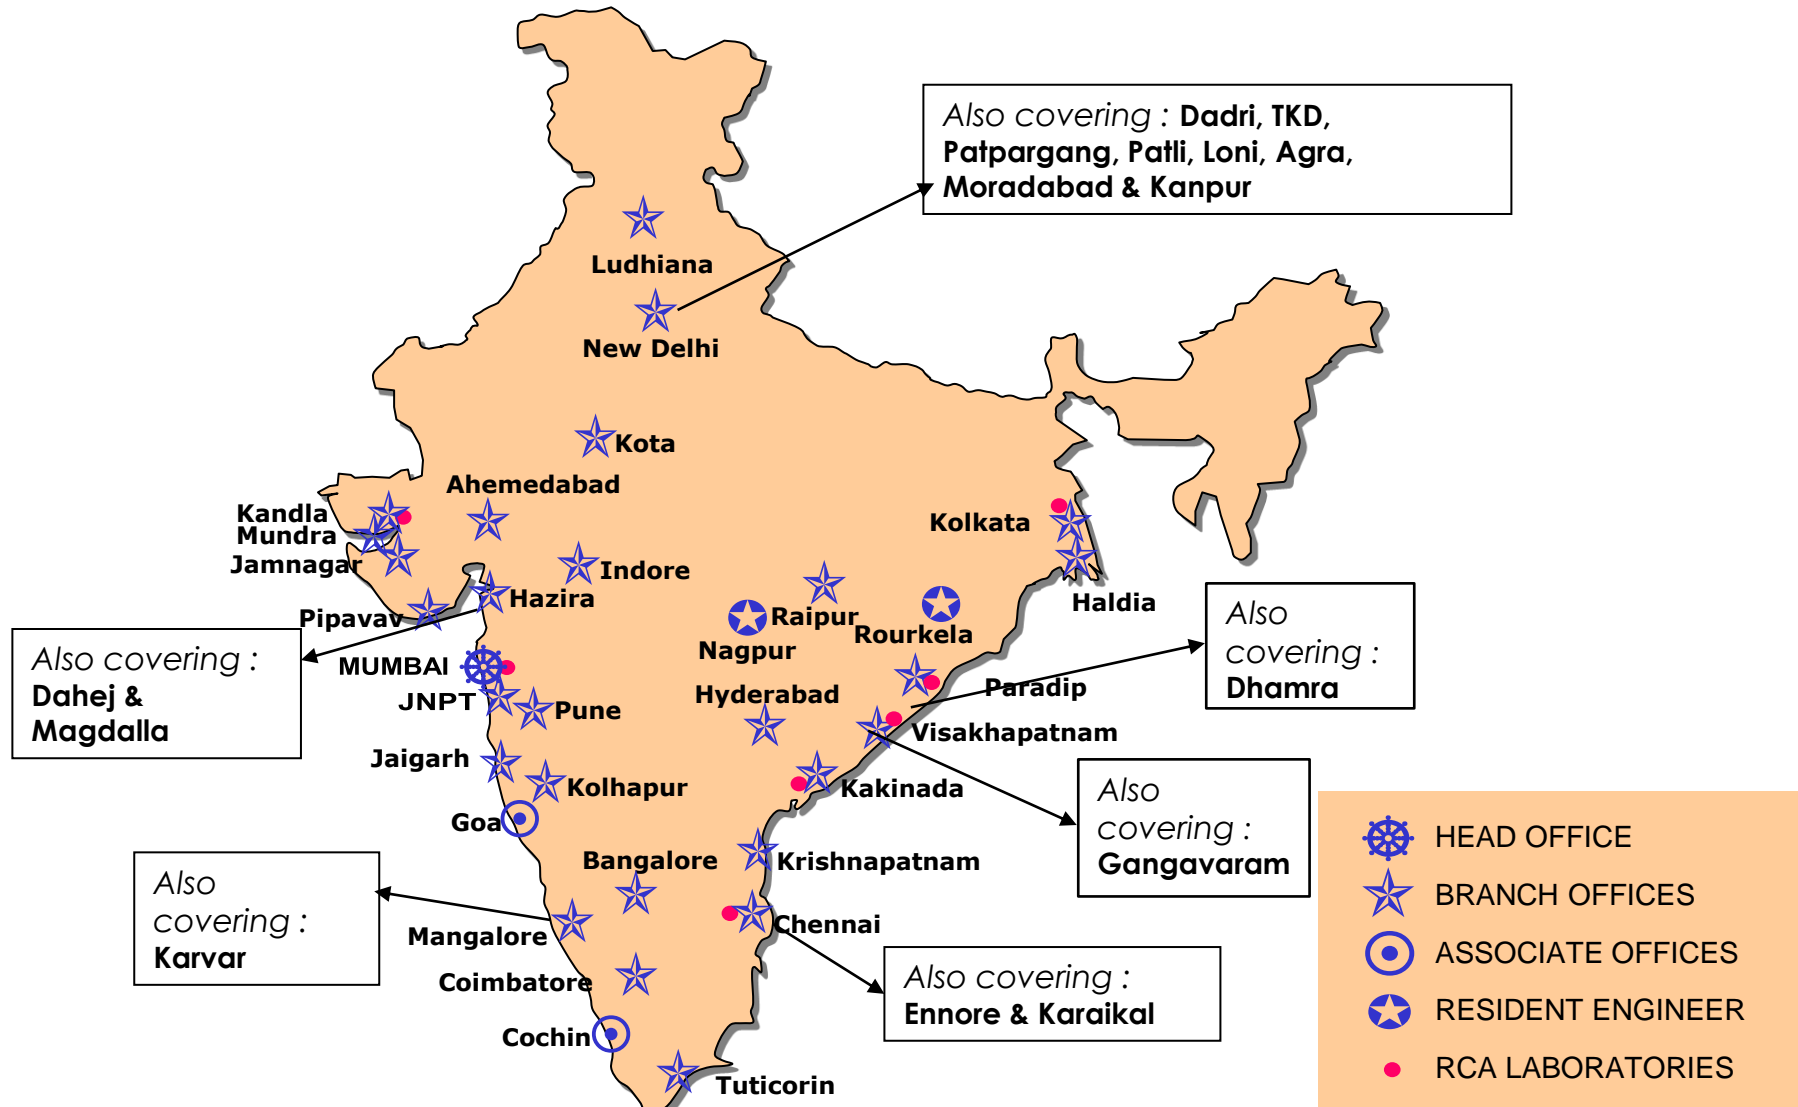 Also covering : Dadri, TKD,
Patpargang, Patli, Loni, Agra,
Moradabad & Kanpur
Ludhiana
New Delhi
Kota
Ahemedabad
Kandla
Mundra
Jamnagar
Kolkata
Indore
Hazira
Haldia
Pipavav
Raipur
Rourkela
Nagpur
Also
covering :
Dhamra
Also covering :
Dahej &
Magdalla
MUMBAI
JNPT
Pune
Hyderabad
Paradip
Visakhapatnam
Jaigarh
Kolhapur
Kakinada
Goa
Also
covering :
Gangavaram
Bangalore
Krishnapatnam
Also
covering :
Karvar
Mangalore
Chennai
Coimbatore
Also covering :
Ennore & Karaikal
Cochin
Tuticorin
HEAD OFFICE
BRANCH OFFICES
ASSOCIATE OFFICES
RESIDENT ENGINEER
RCA LABORATORIES